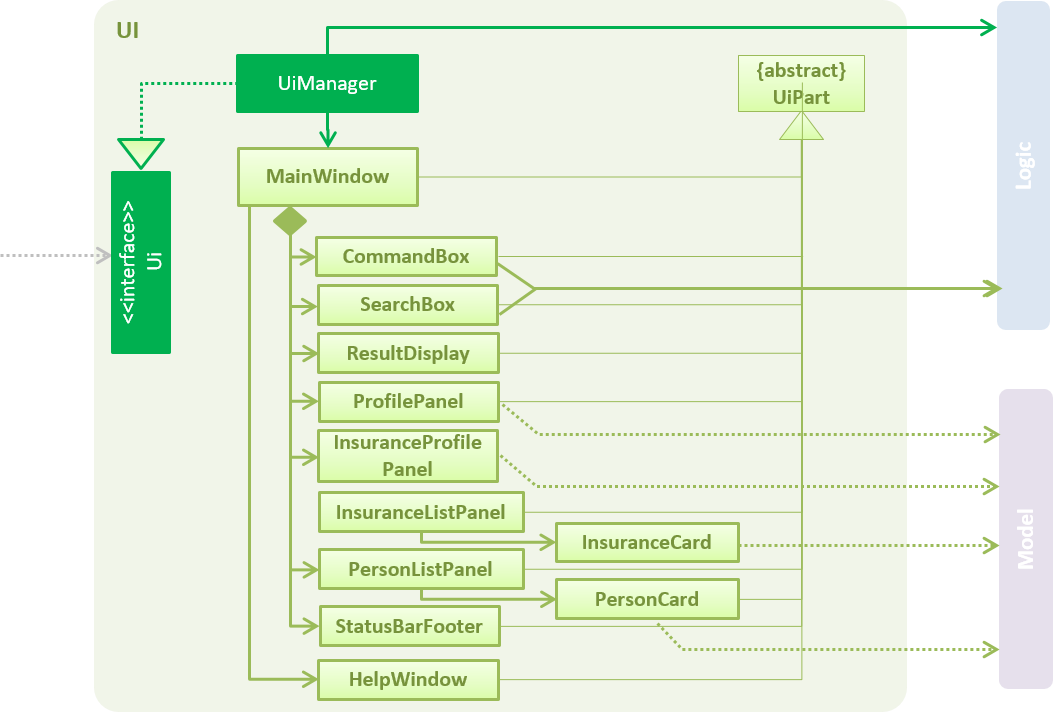 UI
UiManager
{abstract}
UiPart
Logic
MainWindow
<<interface>>
Ui
CommandBox
SearchBox
ResultDisplay
ProfilePanel
InsuranceProfile
Panel
InsuranceListPanel
InsuranceCard
PersonListPanel
PersonCard
StatusBarFooter
HelpWindow
Model